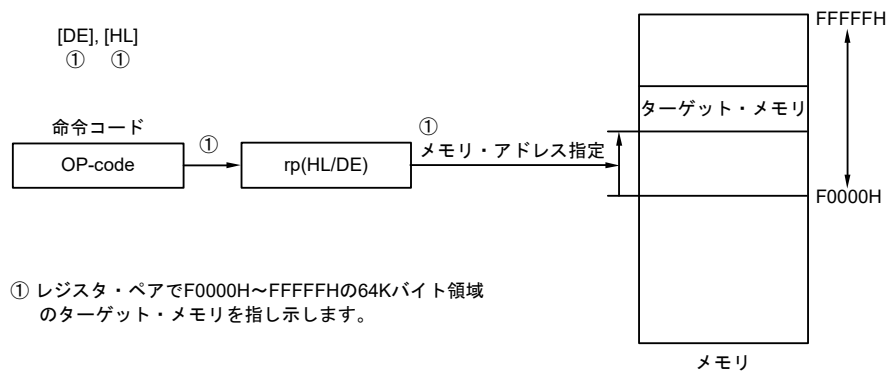 [DE], [HL]
① ①
命令コード
OP-code
①
rp(HL/DE)
①
メモリ・アドレス指定
FFFFFH
ターゲット・メモリ
F0000H
① レジスタ・ペアでF0000H～FFFFFHの64Kバイト領域
のターゲット・メモリを指し示します。
メモリ